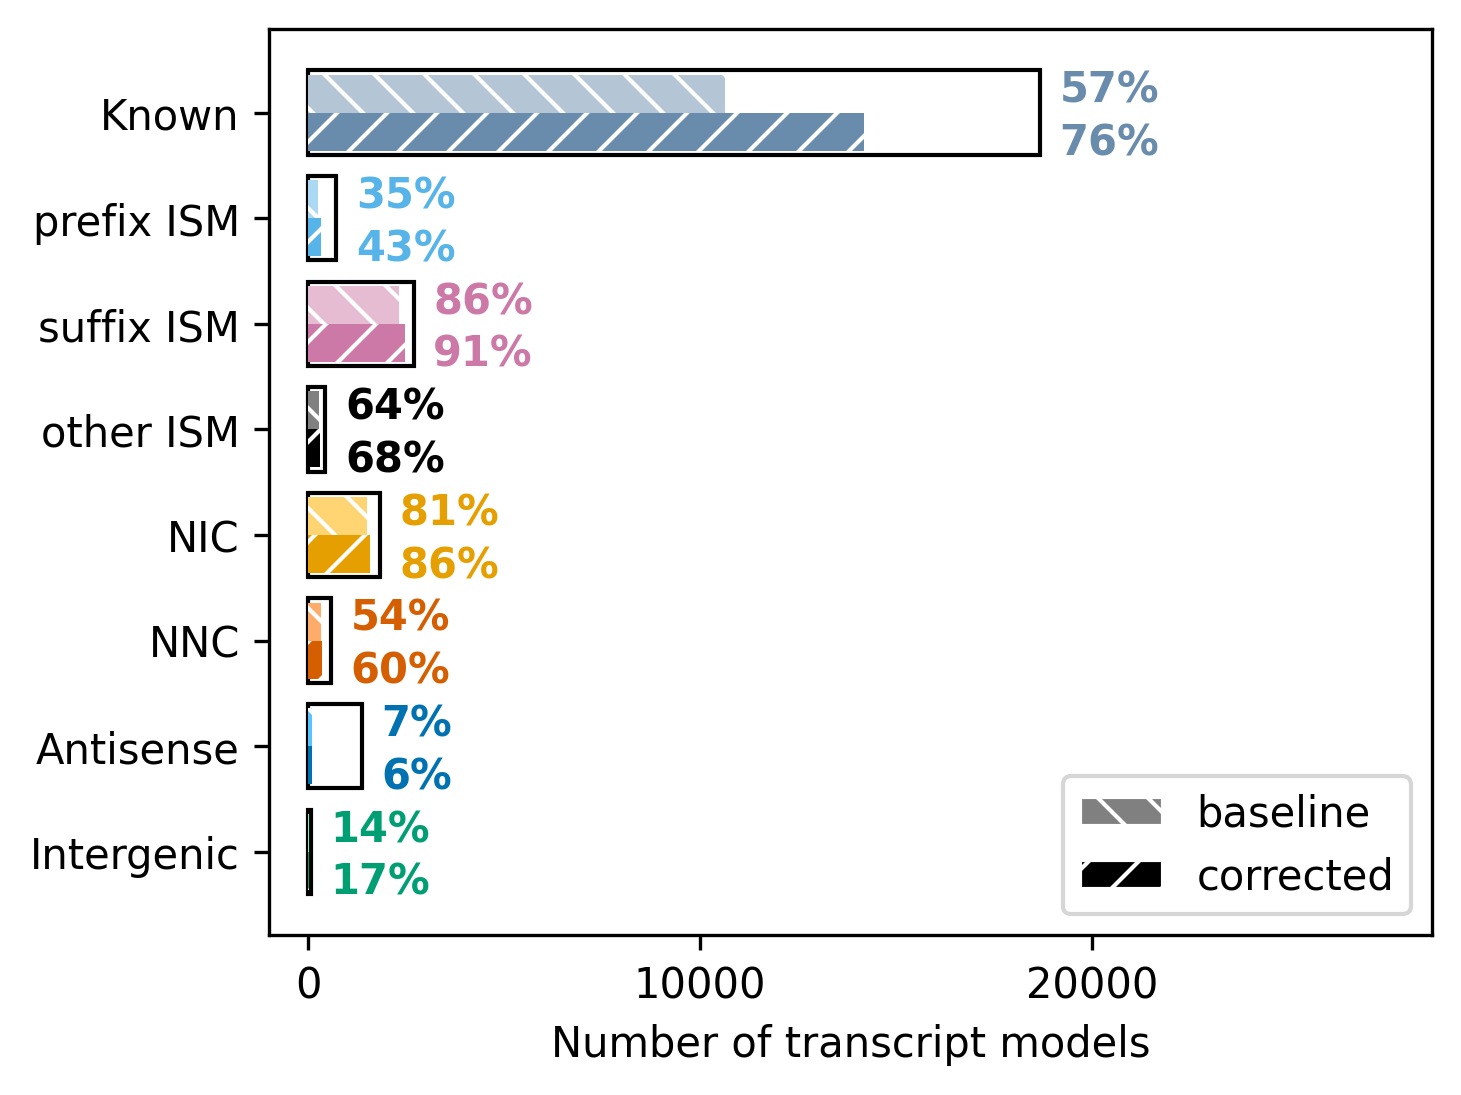 Known
57%
76%
prefix ISM
35%
43%
suffix ISM
86%
91%
other ISM
64%
68%
NIC
81%
86%
NNC
54%
60%
Antisense
7%
6%
Intergenic
14%
17%
baseline
corrected
0 10000 20000
Number of transcript models